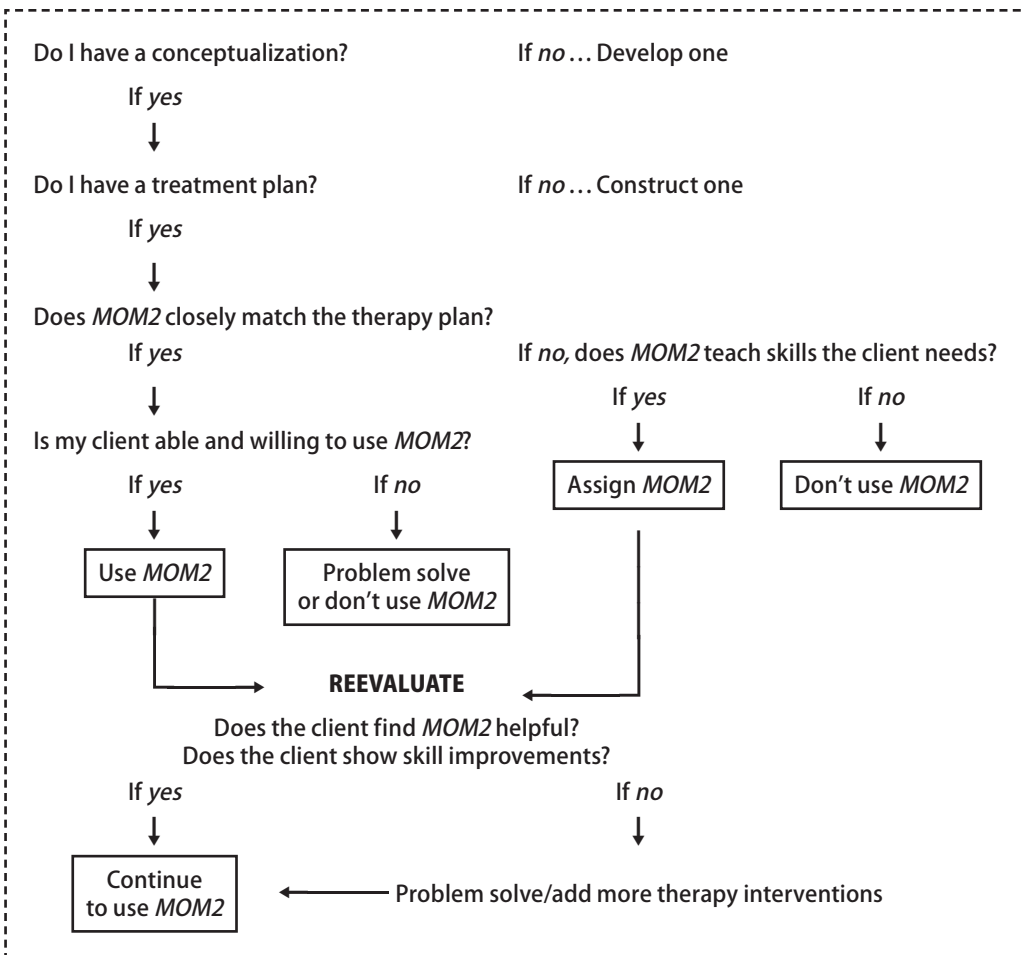 Do I have a conceptualization?
If no … Develop one
If yes
Do I have a treatment plan?
If no … Construct one
If yes
Does MOM2 closely match the therapy plan?
If yes
If no, does MOM2 teach skills the client needs?
If yes
If no
Is my client able and willing to use MOM2?
Assign MOM2
Don't use MOM2
If yes
If no
Use MOM2
Problem solve
or don't use MOM2
REEVALUATE
Does the client find MOM2 helpful?
Does the client show skill improvements?
If yes
If no
Continue
to use MOM2
Problem solve/add more therapy interventions